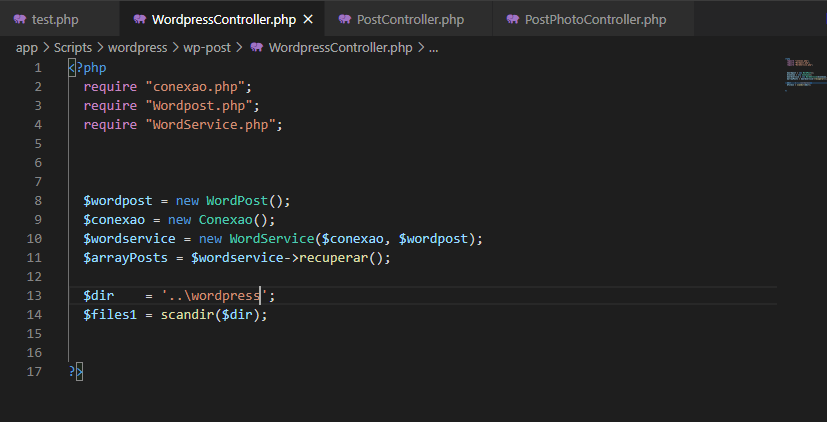 test.php WordpressController.php × PostController.php PostPhotoController.php
app > Scripts > wordpress > wp-post > WordpressController.php > ...
1 <?php
2 require "conexao.php";
3 require "Wordpost.php";
4 require "WordService.php";
5
6
7
8 $wordpost = new WordPost();
9 $conexao = new Conexao();
10 $wordservice = new WordService($conexao, $wordpost);
11 $arrayPosts = $wordservice->recuperar();
12
13 $dir    = '..\wordpress';
14 $files1 = scandir($dir);
15
16
17 ?>